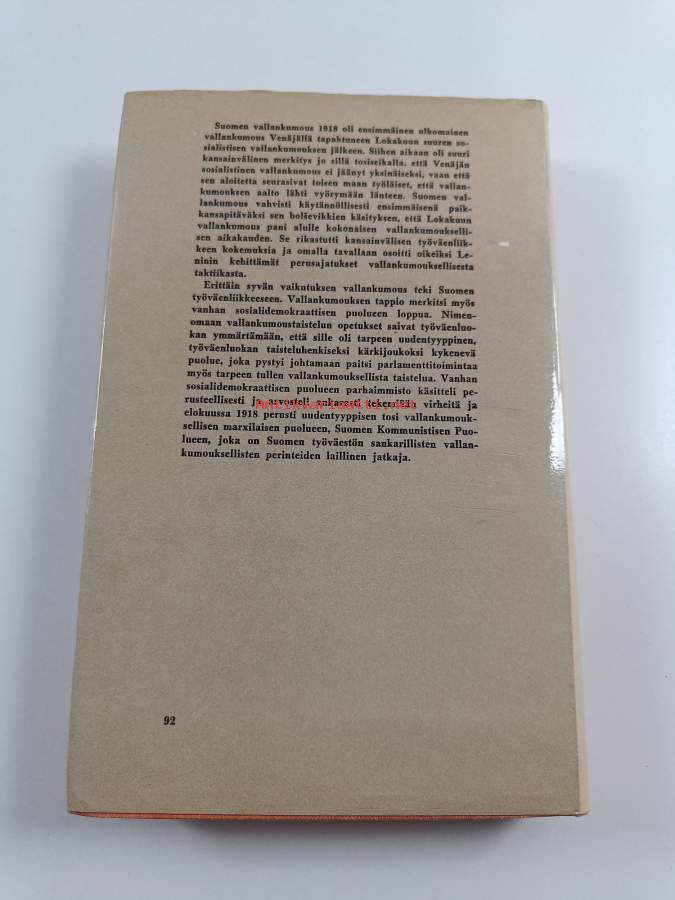 Suomen vallankumous 1918 oli ensimmäinen ulkomainen
vallankumous Venäjällä tapahtuneen Lokakuun suuren so-
sialistisen vallankumouksen jälkeen. Siihen aikaan oli suuri
kansainvälinen merkitys jo sillä tosiseikalla, että Venäjän
sosialistinen vallankumous ei jäänyt yksinäiseksi, vaan että
sen aloitetta seurasivat toisen maan työläiset, että vallan-
kumouksen aalto lähti vyörymään länteen. Suomen val-
lankumous vahvisti käytännöllisesti ensimmäisenä paik-
kansapitäväksi sen bolševikkien käsityksen, että Lokakuun
vallankumous pani alulle kokonaisen vallankumoukselli-
sen aikakauden. Se rikastutti kansainvälisen työväenliik-
keen kokemuksia ja omalla tavallaan osoitti oikeiksi Le-
ninin kehittämät perusajatukset vallankumouksellisesta
taktiikasta.
Erittäin syvän vaikutuksen vallankumous teki Suomen
työväenliikkeeseen. Vallankumouksen tappio merkitsi myös
vanhan sosialidemokraattisen puolueen loppua. Nimen-
omaan vallankumoustaistelun opetukset saivat työväenluo-
kan ymmärtämään, että sille oli tarpeen uudentyyppinen,
työväenluokan taisteluhenkiseksi kärkijoukoksi kykenevä
puolue, joka pystyi johtamaan paitsi parlamenttitoimintaa
myös tarpeen tullen vallankumouksellista taistelua. Vanhan
sosialidemokraattisen puolueen parhaimmisto käsitteli pe-
rusteellisesti ja arvosteli ankarasti tekemiään virheitä ja
antikvariaatti.net
elokuussa 1918 perusti uudentyyppisen tosi vallankumouk-
sellisen marxilaisen puolueen, Suomen Kommunistisen Puo-
lueen, joka on Suomen työväestön sankarillisten vallan-
kumouksellisten perinteiden laillinen jatkaja.
92